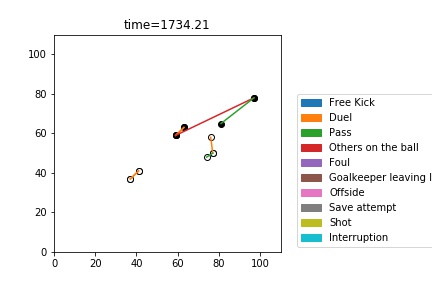 time=1734.21
100
80
60
40
20
0
0 20 40 60 80 100
Free Kick
Duel
Pass
Others on the ball
Foul
Goalkeeper leaving l
Offside
Save attempt
Shot
Interruption